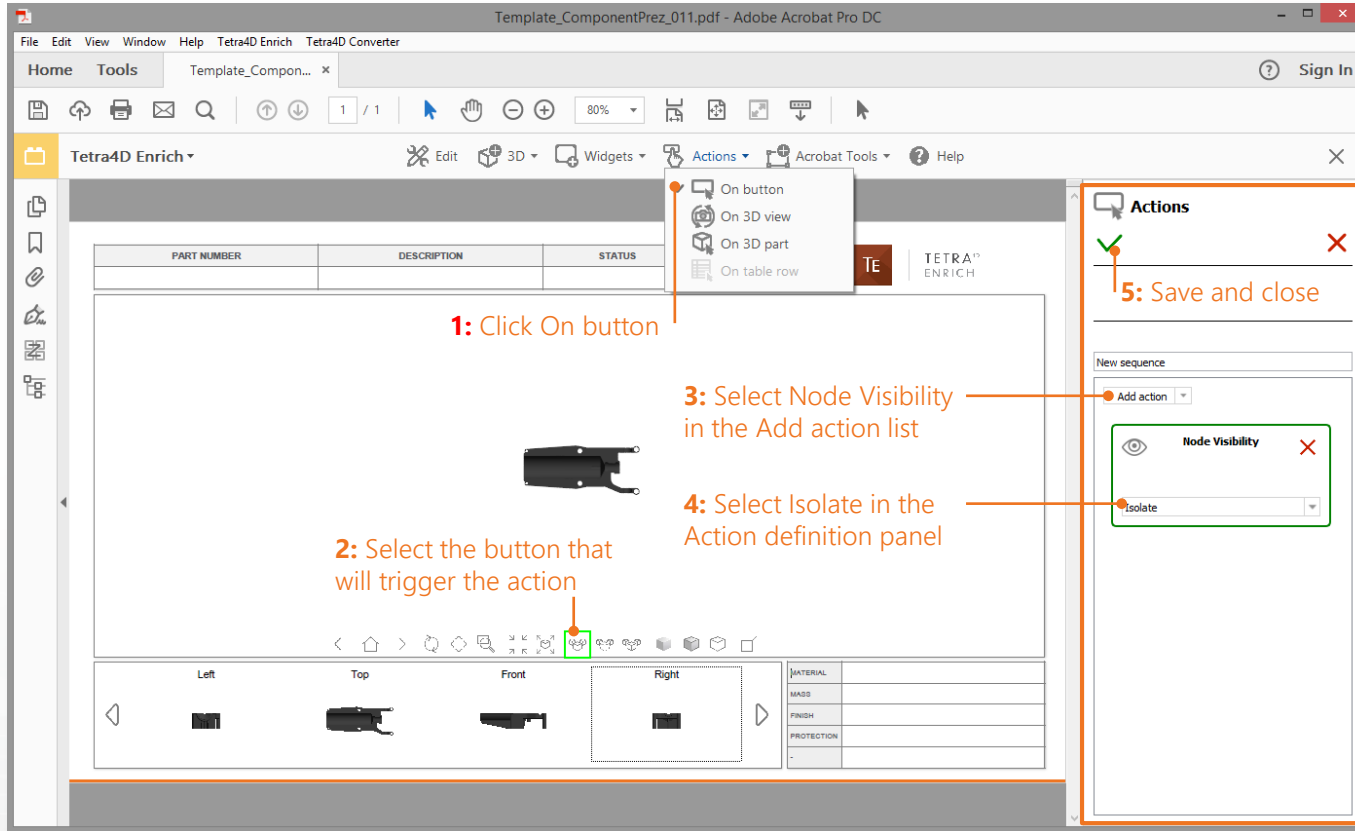 Template_ComponentPrez_011.pdf - Adobe Acrobat Pro DC
File Edit View Window Help Tetra4D Enrich Tetra4D Converter
Home Tools Template_Compon... × ? Sign In
1 / 1 80%
Tetra4D Enrich Edit 3D Widgets Actions Acrobat Tools Help
On button
On 3D view
On 3D part
On table row
Actions
PART NUMBER DESCRIPTION STATUS
TE TETRA
ENRICH
5: Save and close
1: Click On button
New sequence
3: Select Node Visibility
in the Add action list
Add action
Node Visibility
4: Select Isolate in the
Action definition panel
Isolate
2: Select the button that
will trigger the action
Left Top Front Right
MATERIAL
MASS
FINISH
PROTECTION
-